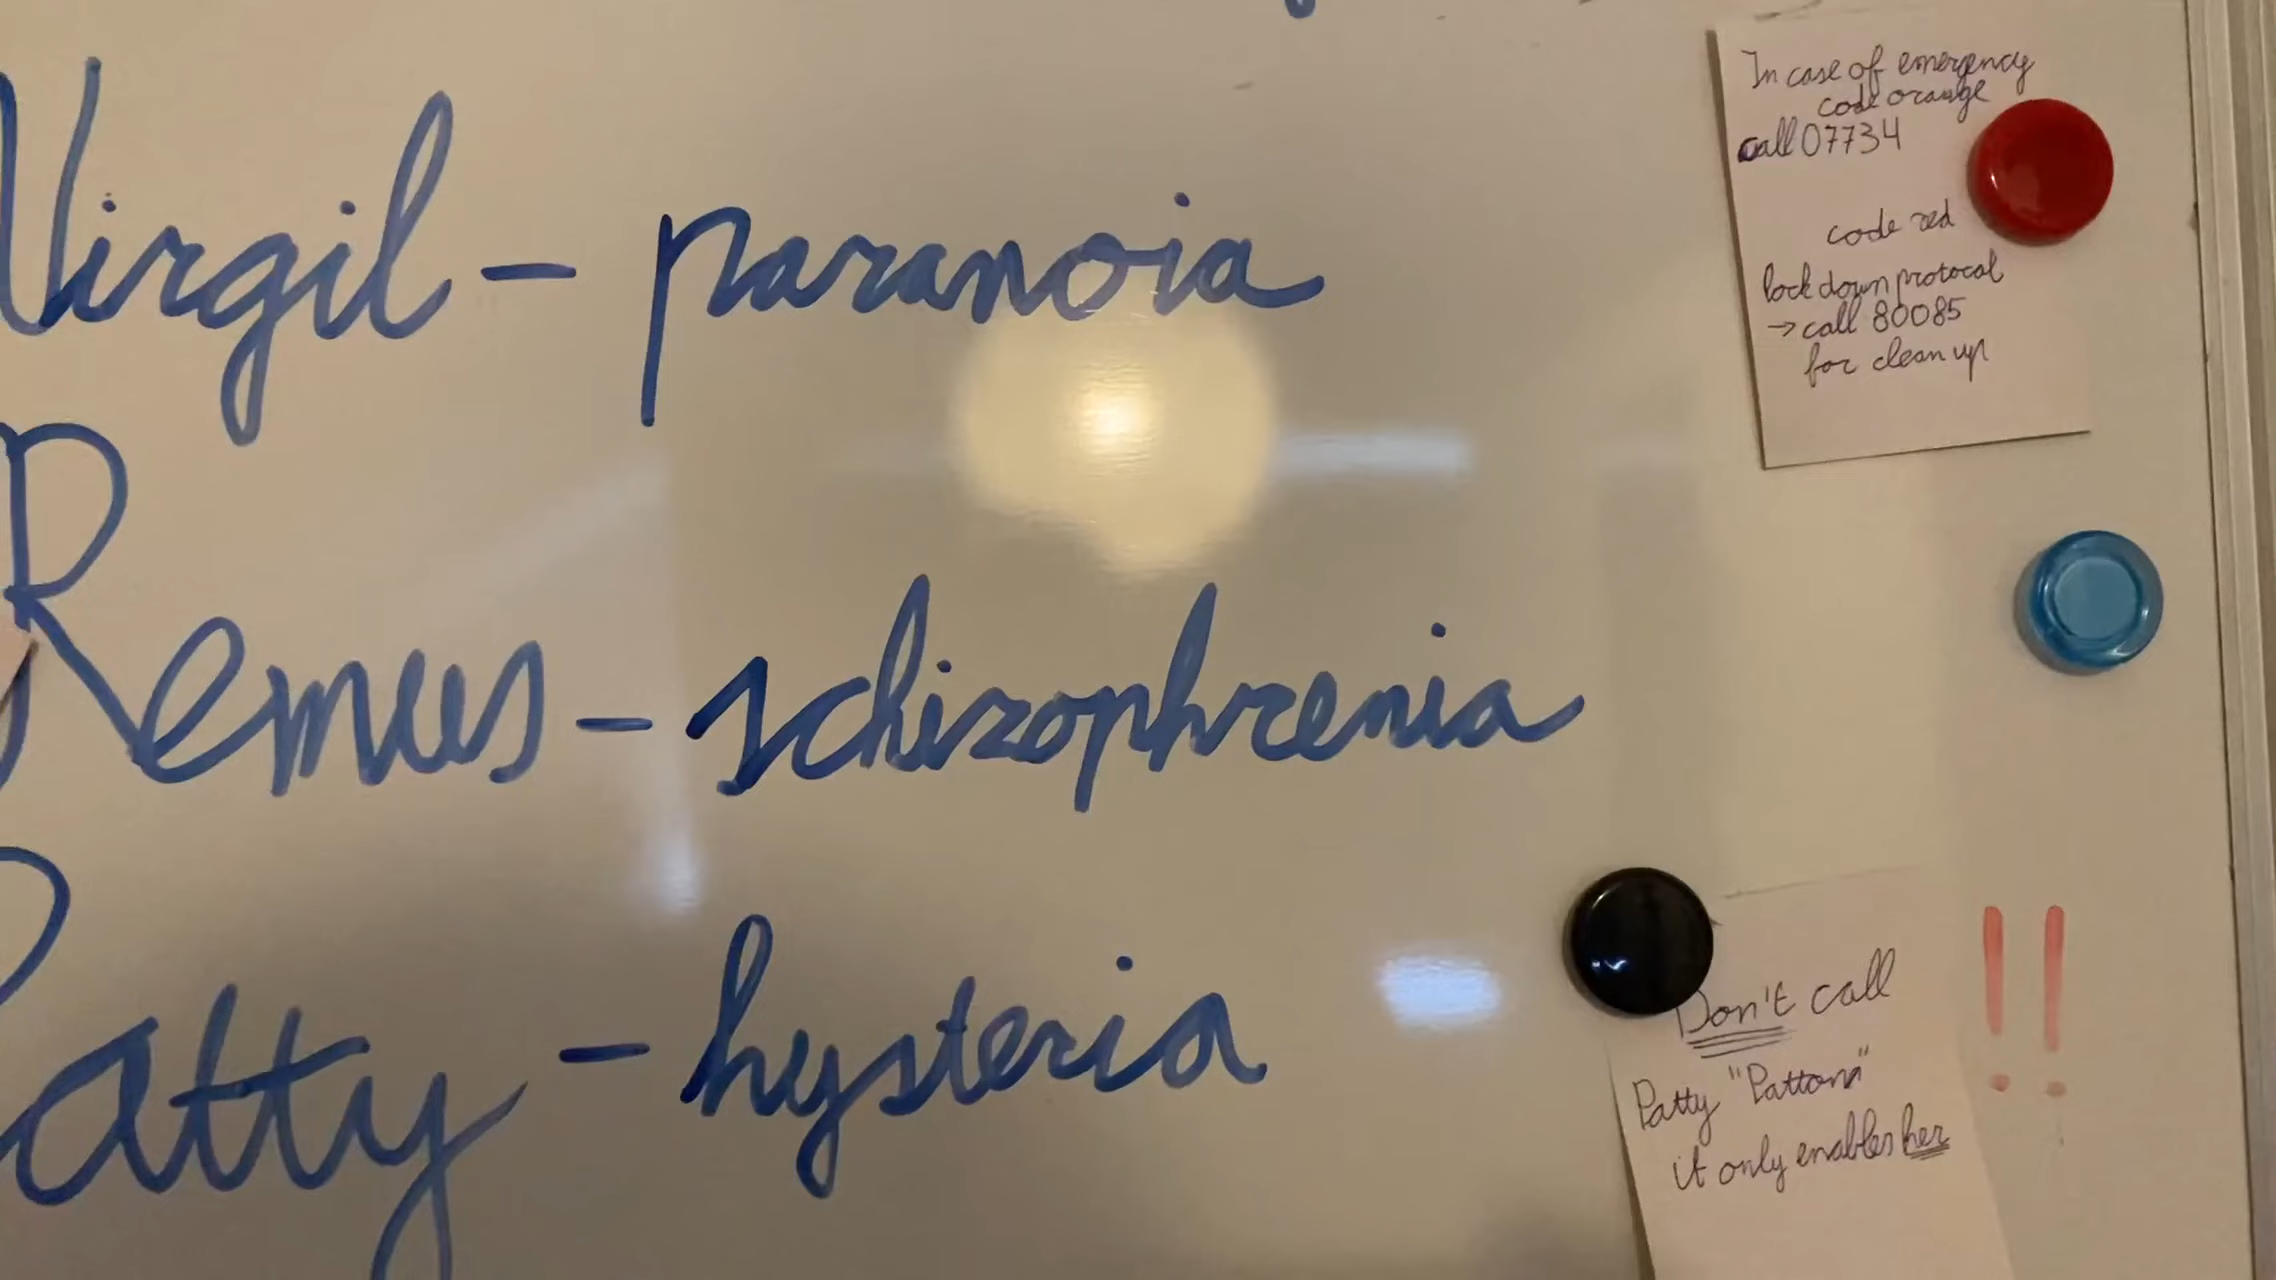 Virgil - paranoia
Remus - schizophrenia
Patty - hysteria
In case of emergency
code orange
call 07734
code red
lock down protocal
→ call 80085
for clean up
Don't call
Patty "Patton"
it only enables her
!!